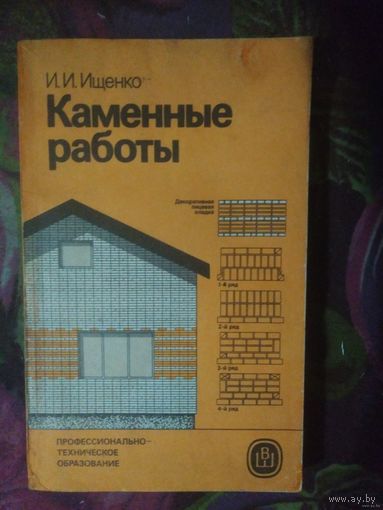 И. И. Ищенко
Каменные
работы
Декоративная
лицевая
кладка
1-й ряд
2-й ряд
3-й ряд
4-й ряд
ПРОФЕССИОНАЛЬНО-
ТЕХНИЧЕСКОЕ
ОБРАЗОВАНИЕ
ВШ
www.ay.by